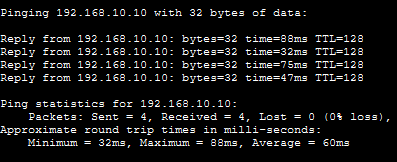 Pinging 192.168.10.10 with 32 bytes of data:
Reply from 192.168.10.10: bytes=32 time=88ms TTL=128
Reply from 192.168.10.10: bytes=32 time=32ms TTL=128
Reply from 192.168.10.10: bytes=32 time=75ms TTL=128
Reply from 192.168.10.10: bytes=32 time=47ms TTL=128
Ping statistics for 192.168.10.10:
Packets: Sent = 4, Received = 4, Lost = 0 (0% loss),
Approximate round trip times in milli-seconds:
Minimum = 32ms, Maximum = 88ms, Average = 60ms